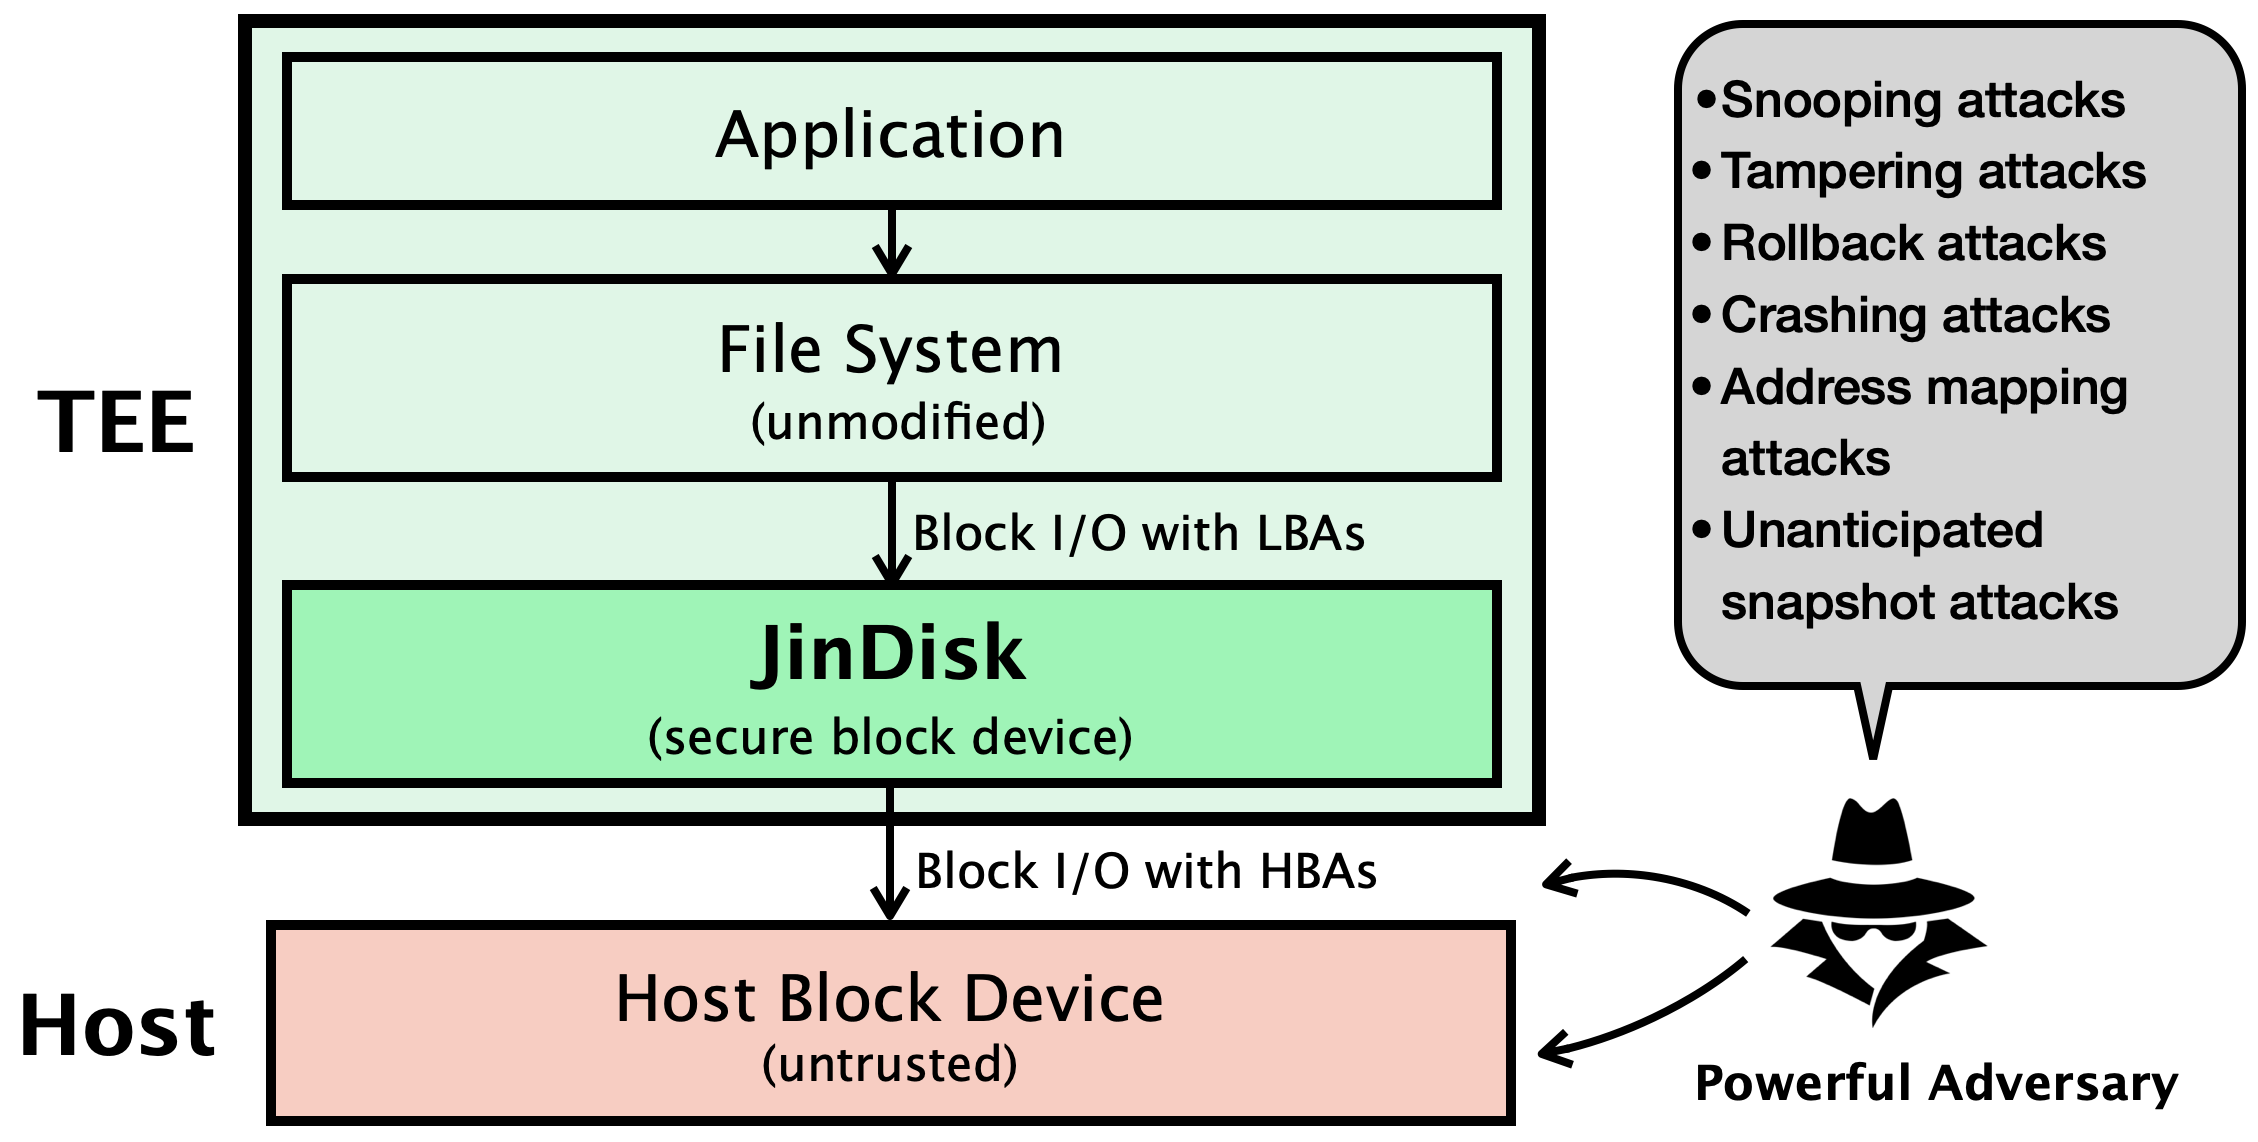 TEE
Application
File System
(unmodified)
Block I/O with LBAs
JinDisk
(secure block device)
Block I/O with HBAs
Host
Host Block Device
(untrusted)
•Snooping attacks
•Tampering attacks
•Rollback attacks
•Crashing attacks
•Address mapping
attacks
•Unanticipated
snapshot attacks
Powerful Adversary